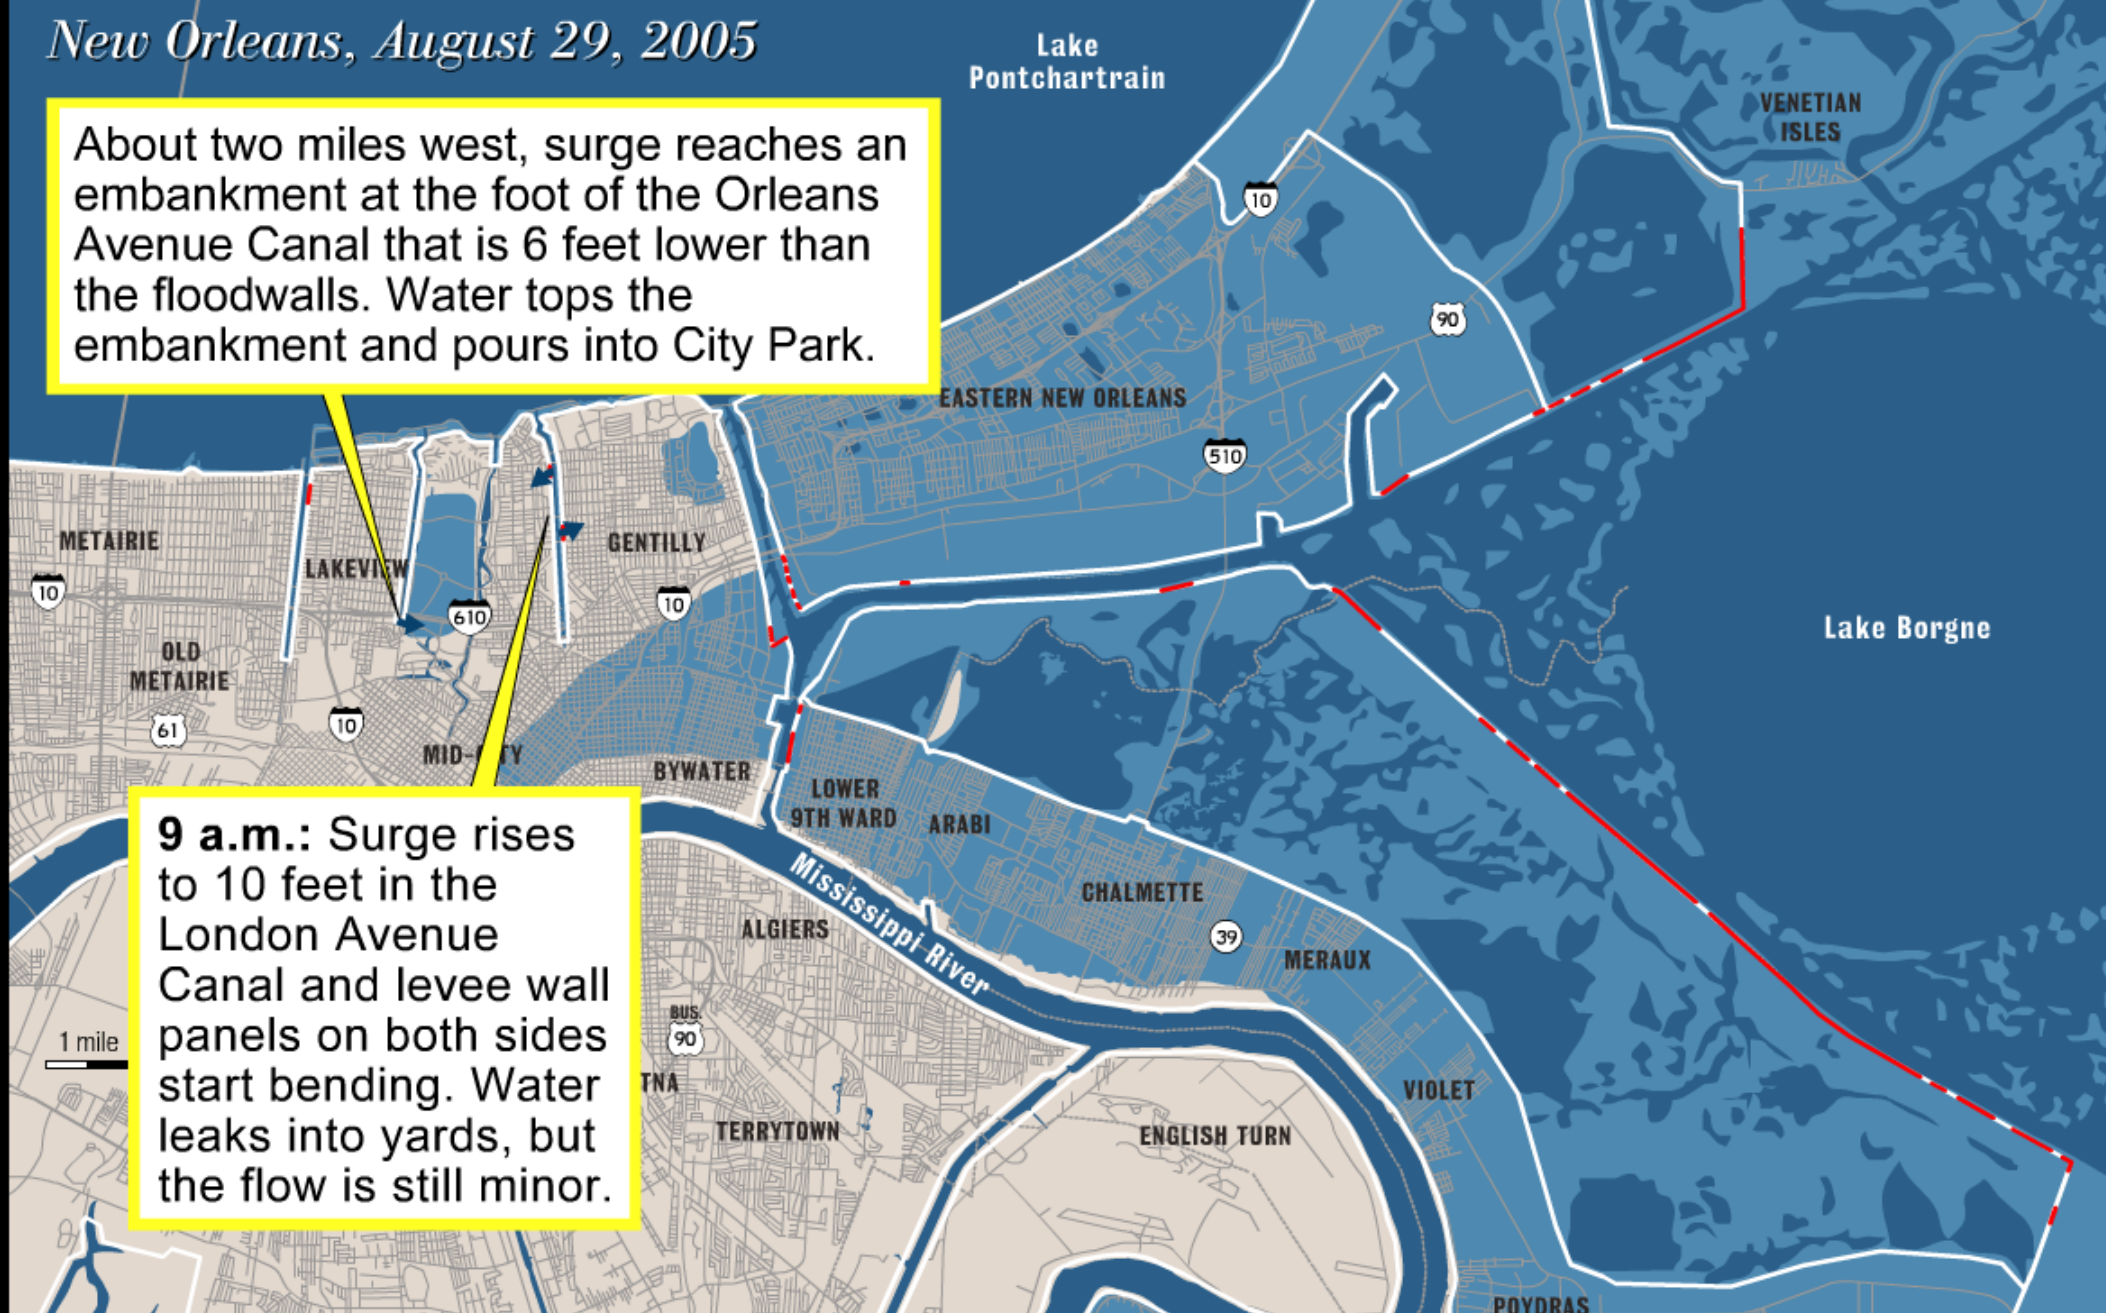 New Orleans, August 29, 2005
Lake
Pontchartrain
VENETIAN
ISLES
About two miles west, surge reaches an
embankment at the foot of the Orleans
Avenue Canal that is 6 feet lower than
the floodwalls. Water tops the
embankment and pours into City Park.
10
90
EASTERN NEW ORLEANS
510
METAIRIE
LAKEVIEW
GENTILLY
10
610
10
Lake Borgne
OLD
METAIRIE
61
10
MID-
TY
BYWATER
LOWER
9TH WARD
ARABI
9 a.m.: Surge rises
to 10 feet in the
London Avenue
Canal and levee wall
panels on both sides
start bending. Water
leaks into yards, but
the flow is still minor.
Mississippi River
CHALMETTE
39
ALGIERS
MERAUX
BUS.
90
1 mile
TNA
VIOLET
TERRYTOWN
ENGLISH TURN
POYDRAS